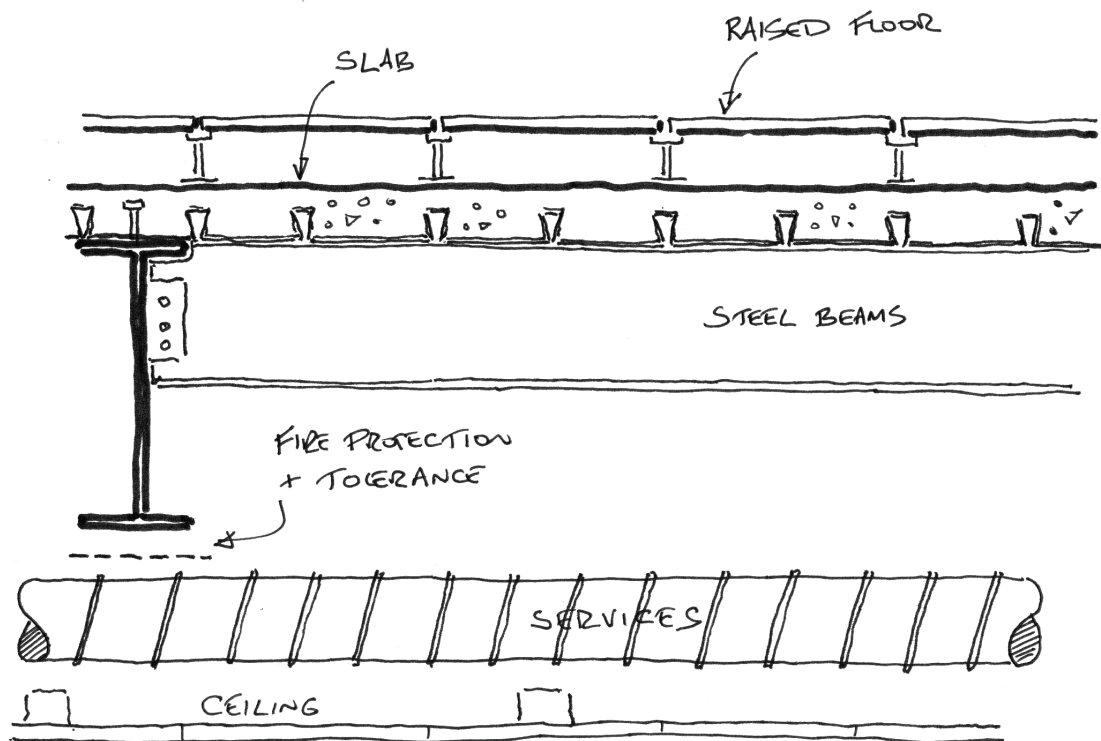 RAISED FLOOR
SLAB
STEEL BEAMS
FIRE PROTECTION
+ TOLERANCE
SERVICES
CEILING